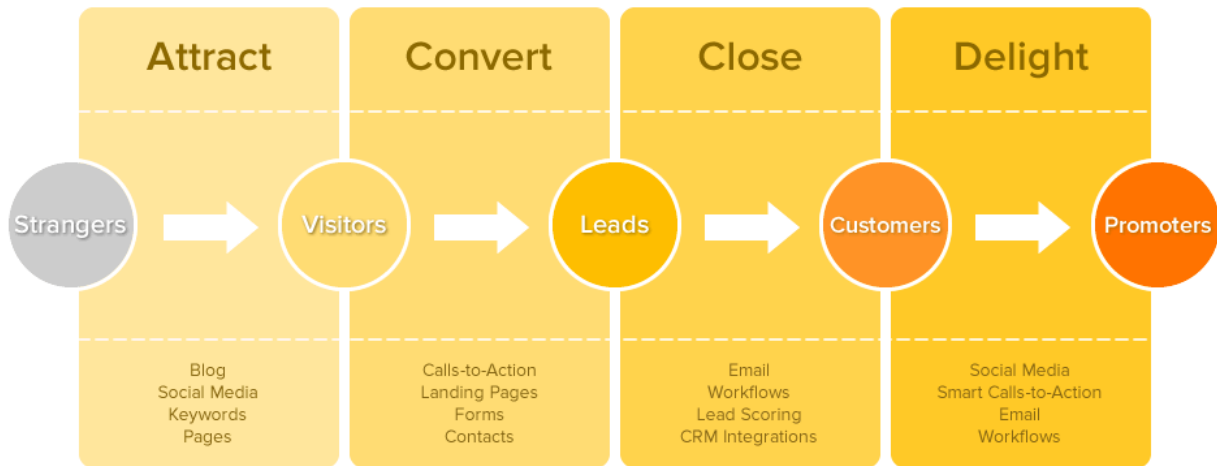 Attract
Convert
Close
Delight
Strangers
Visitors
Leads
Customers
Promoters
Blog
Social Media
Keywords
Pages
Calls-to-Action
Landing Pages
Forms
Contacts
Email
Workflows
Lead Scoring
CRM Integrations
Social Media
Smart Calls-to-Action
Email
Workflows